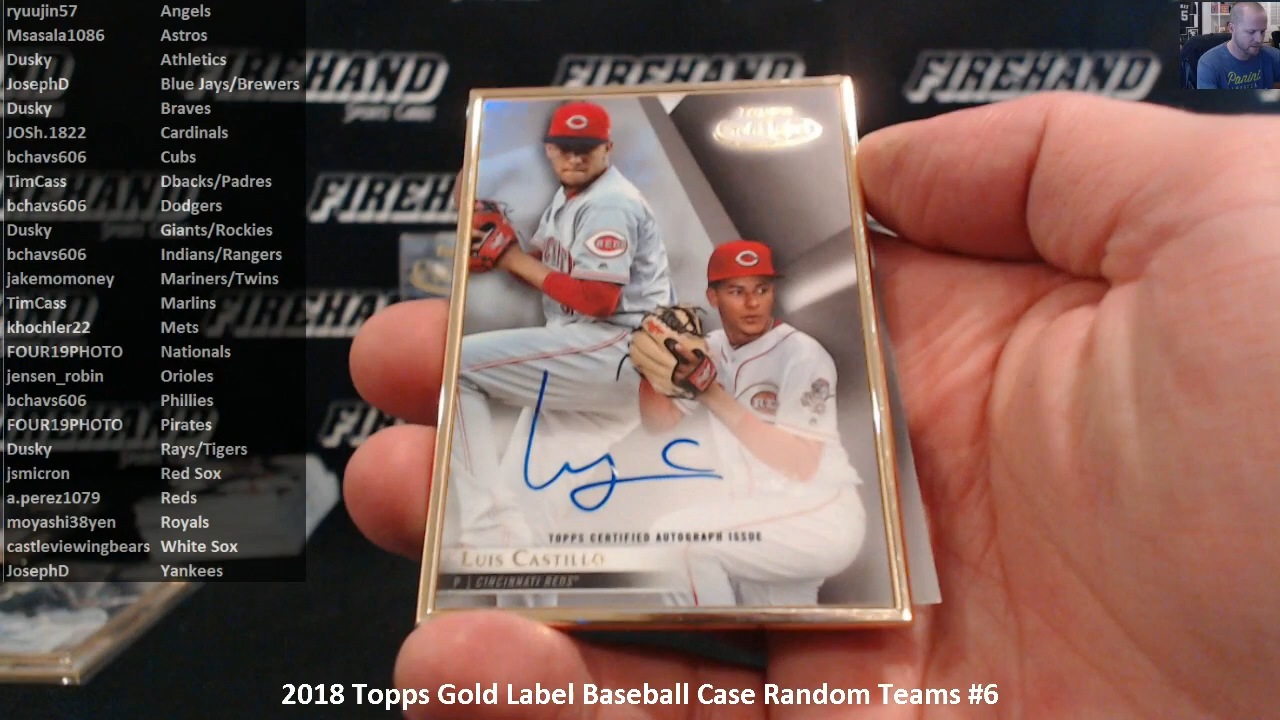 ryuujin57 Angels
Msasala1086 Astros
Dusky Athletics
JosephD Blue Jays/Brewers
Dusky Braves
JOSh.1822 Cardinals
bchavs606 Cubs
TimCass Dbacks/Padres
bchavs606 Dodgers
Dusky Giants/Rockies
bchavs606 Indians/Rangers
jakemomoney Mariners/Twins
TimCass Marlins
khochler22 Mets
FOUR19PHOTO Nationals
jensen_robin Orioles
bchavs606 Phillies
FOUR19PHOTO Pirates
Dusky Rays/Tigers
jsmicron Red Sox
a.perez1079 Reds
moyashi38yen Royals
castleviewingbears White Sox
JosephD Yankees
FIREHAND
FIREHAND
FIREHAND
Panini
TOPPS
Gold Label
REDS
TOPPS CERTIFIED AUTOGRAPH ISSUE
LUIS CASTILLO
P | CINCINNATI REDS
2018 Topps Gold Label Baseball Case Random Teams #6